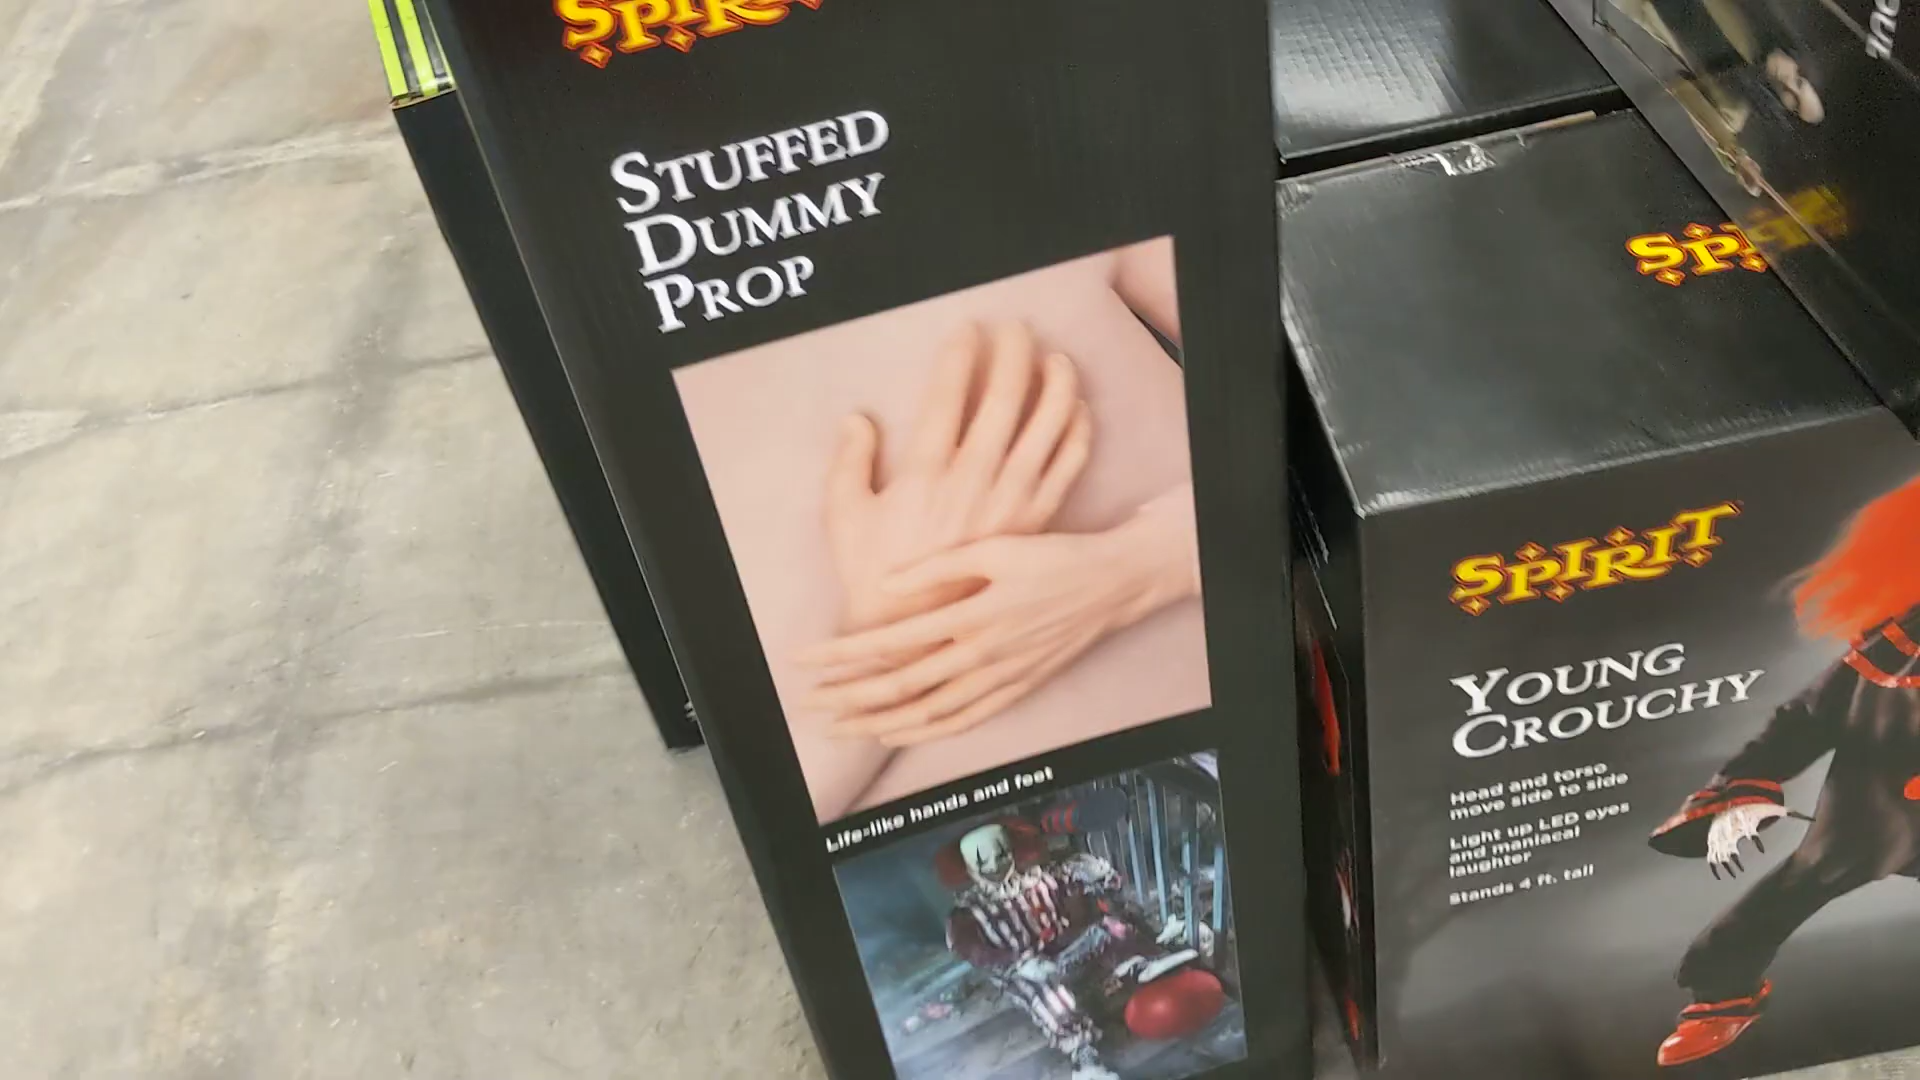 SPIRIT
STUFFED
DUMMY
PROP
Life-like hands and feet
SPIRIT
YOUNG
CROUCHY
Head and torso
move side to side
Light up LED eyes
and maniacal
laughter
Stands 4 ft. tall